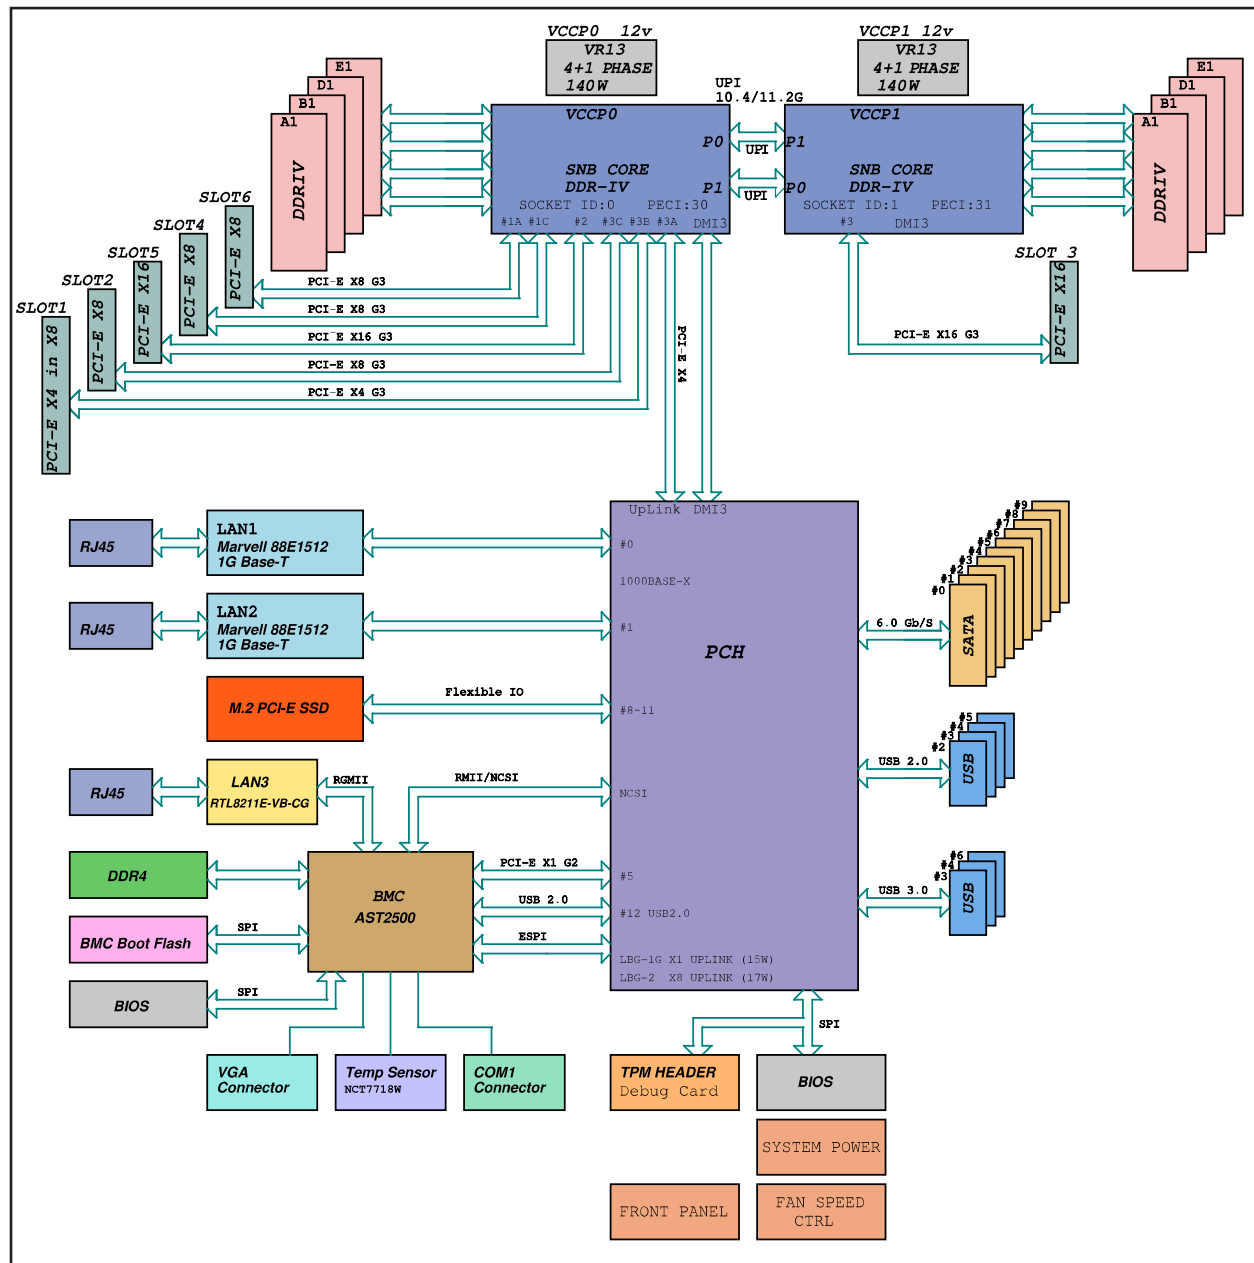 VCCP0 12v
VR13
4+1 PHASE
140W
VCCP1 12v
VR13
4+1 PHASE
140W
UPI
10.4/11.2G
E1
D1
B1
A1
DDRIV
VCCP0
P0
P1
SNB CORE
DDR-IV
SOCKET ID:0 PECI:30
#1A #1C #2 #3C #3B #3A DMI3
UPI
UPI
VCCP1
P1
P0
SNB CORE
DDR-IV
SOCKET ID:1 PECI:31
#3 DMI3
E1
D1
B1
A1
DDRIV
SLOT6
PCI-E X8
SLOT4
PCI-E X8
SLOT5
PCI-E X16
SLOT2
PCI-E X8
SLOT1
PCI-E X4 in X8
PCI-E X8 G3
PCI-E X8 G3
PCI E X16 G3
PCI-E X8 G3
PCI-E X4 G3
PCI-E X4
PCI-E X16 G3
SLOT 3
PCI-E X16
RJ45
LAN1
Marvell 88E1512
1G Base-T
RJ45
LAN2
Marvell 88E1512
1G Base-T
M.2 PCI-E SSD
Flexible IO
RJ45
LAN3
RTL8211E-VB-CG
RGMII
RMII/NCSI
UpLink DMI3
#0
1000BASE-X
#1
PCH
#8~11
NCSI
#5
#12 USB2.0
LBG-1G X1 UPLINK (15W)
LBG-2 X8 UPLINK (17W)
6.0 Gb/S
#9
#8
#7
#6
#5
#4
#3
#2
#1
#0
SATA
USB 2.0
#5
#4
#3
#2
USB
USB 3.0
#6
#4
#3
USB
DDR4
BMC Boot Flash
SPI
BIOS
SPI
BMC
AST2500
PCI-E X1 G2
USB 2.0
ESPI
VGA
Connector
Temp Sensor
NCT7718W
COM1
Connector
SPI
TPM HEADER
Debug Card
BIOS
SYSTEM POWER
FRONT PANEL
FAN SPEED
CTRL